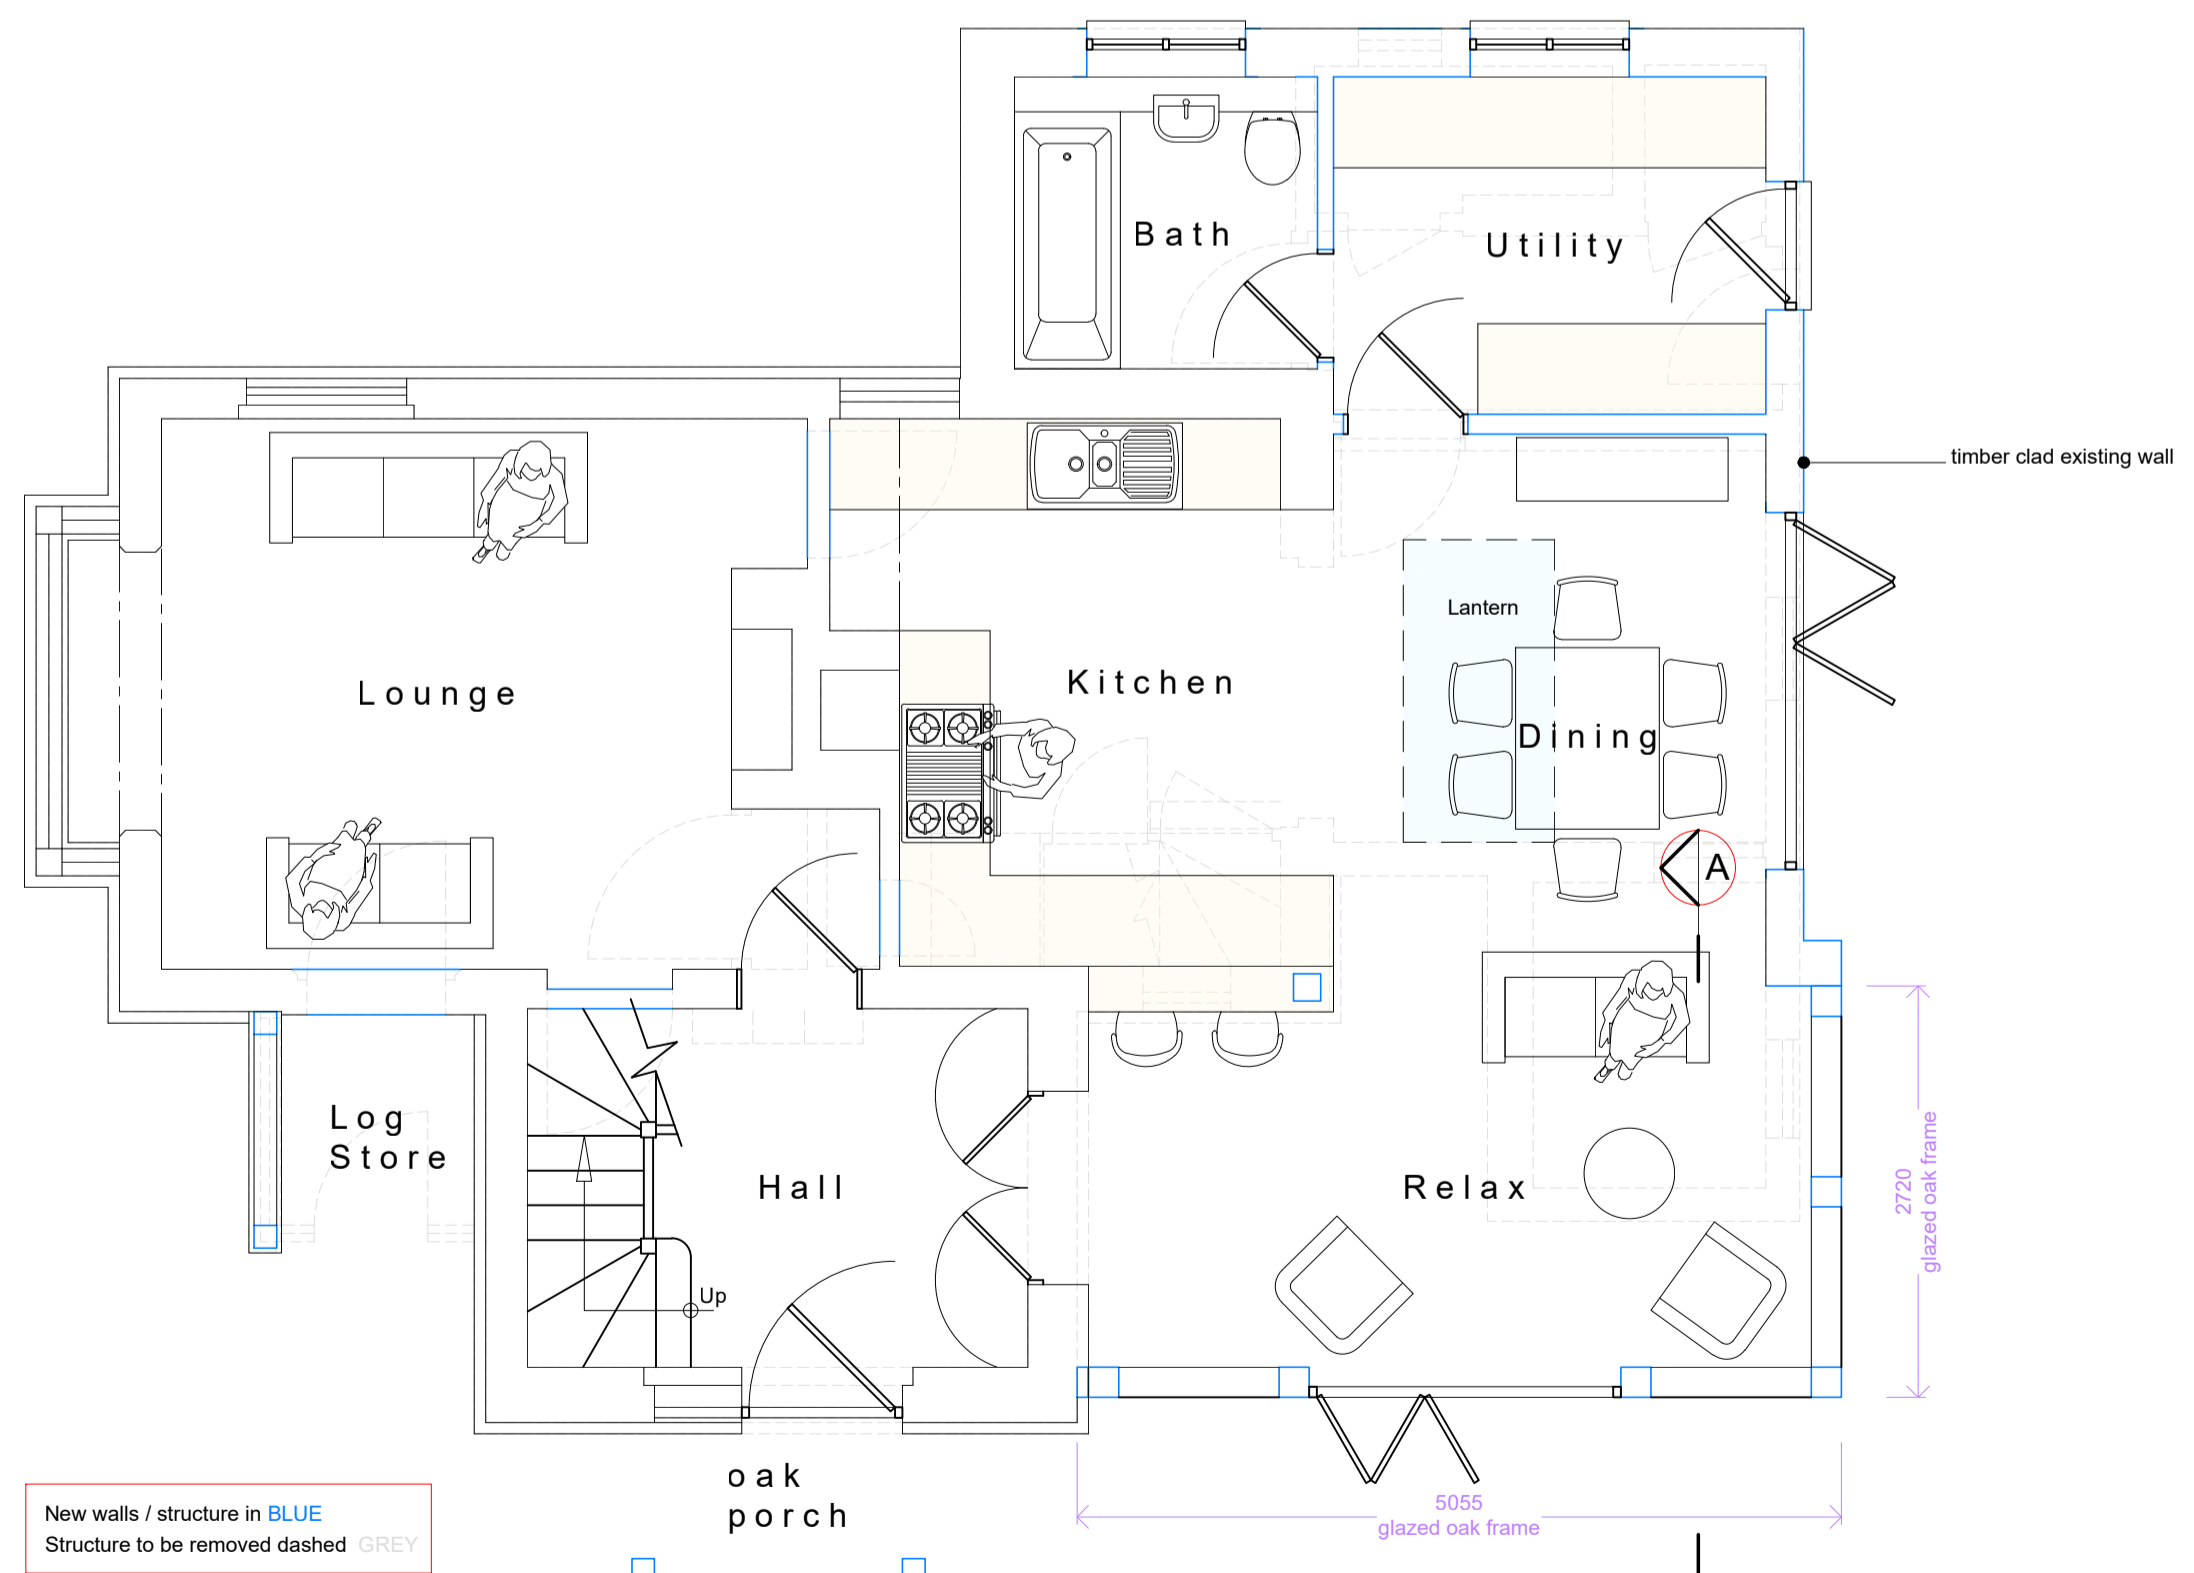 Bath
Utility
timber clad existing wall
Lantern
Kitchen
Lounge
Dining
A
Log
Store
Hall
Relax
2720
glazed oak frame
Up
oak
porch
5055
glazed oak frame
New walls / structure in BLUE
Structure to be removed dashed GREY